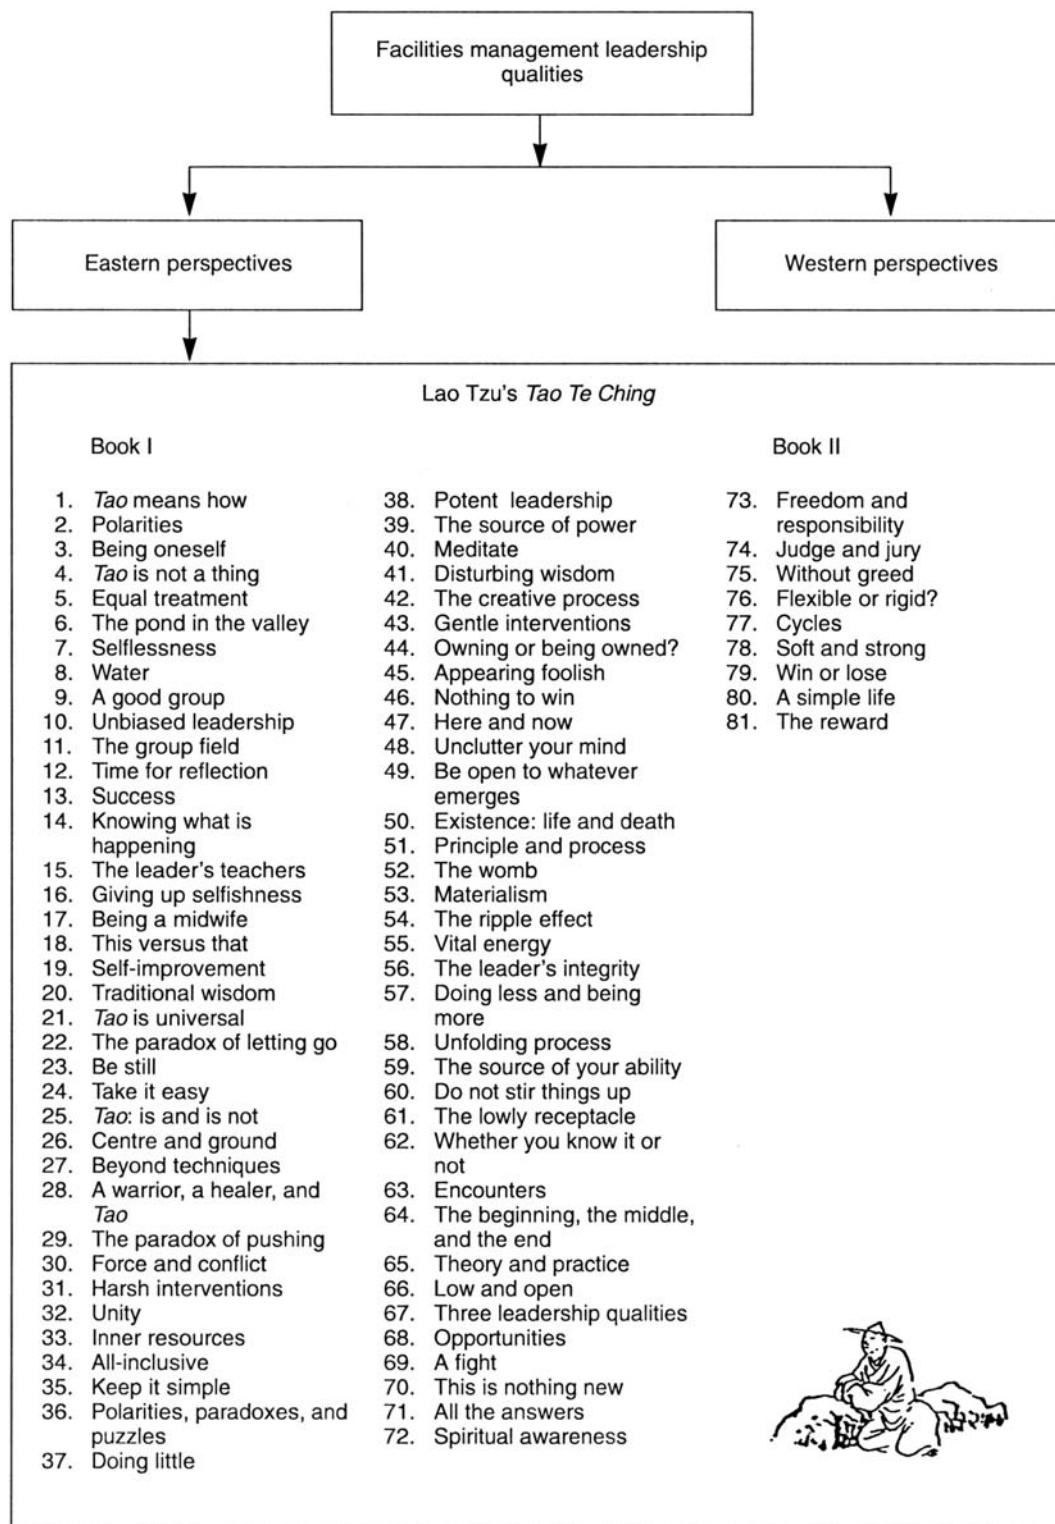 Facilities management leadership
qualities
Eastern perspectives
Western perspectives
Lao Tzu's Tao Te Ching
Book I
1. Tao means how
2. Polarities
3. Being oneself
4. Tao is not a thing
5. Equal treatment
6. The pond in the valley
7. Selflessness
8. Water
9. A good group
10. Unbiased leadership
11. The group field
12. Time for reflection
13. Success
14. Knowing what is
happening
15. The leader's teachers
16. Giving up selfishness
17. Being a midwife
18. This versus that
19. Self-improvement
20. Traditional wisdom
21. Tao is universal
22. The paradox of letting go
23. Be still
24. Take it easy
25. Tao: is and is not
26. Centre and ground
27. Beyond techniques
28. A warrior, a healer, and
Tao
29. The paradox of pushing
30. Force and conflict
31. Harsh interventions
32. Unity
33. Inner resources
34. All-inclusive
35. Keep it simple
36. Polarities, paradoxes, and
puzzles
37. Doing little
38. Potent leadership
39. The source of power
40. Meditate
41. Disturbing wisdom
42. The creative process
43. Gentle interventions
44. Owning or being owned?
45. Appearing foolish
46. Nothing to win
47. Here and now
48. Unclutter your mind
49. Be open to whatever
emerges
50. Existence: life and death
51. Principle and process
52. The womb
53. Materialism
54. The ripple effect
55. Vital energy
56. The leader's integrity
57. Doing less and being
more
58. Unfolding process
59. The source of your ability
60. Do not stir things up
61. The lowly receptacle
62. Whether you know it or
not
63. Encounters
64. The beginning, the middle,
and the end
65. Theory and practice
66. Low and open
67. Three leadership qualities
68. Opportunities
69. A fight
70. This is nothing new
71. All the answers
72. Spiritual awareness
Book II
73. Freedom and
responsibility
74. Judge and jury
75. Without greed
76. Flexible or rigid?
77. Cycles
78. Soft and strong
79. Win or lose
80. A simple life
81. The reward